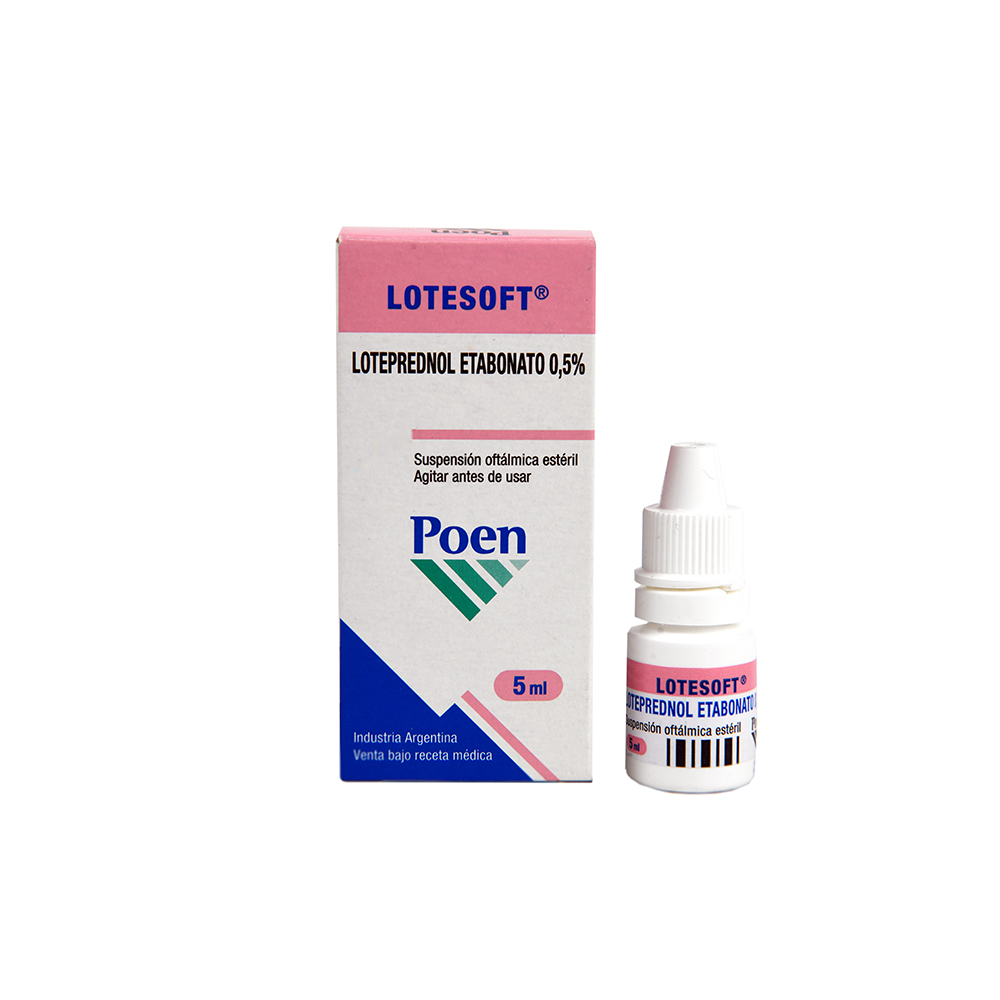 Poen
LOTESOFT®
LOTEPREDNOL ETABONATO 0,5%
Suspensión oftálmica estéril
Agitar antes de usar
Poen
5 ml
Industria Argentina
Venta bajo receta médica
LOTESOFT®
LOTEPREDNOL ETABONATO
Suspensión oftálmica estéril
5 ml